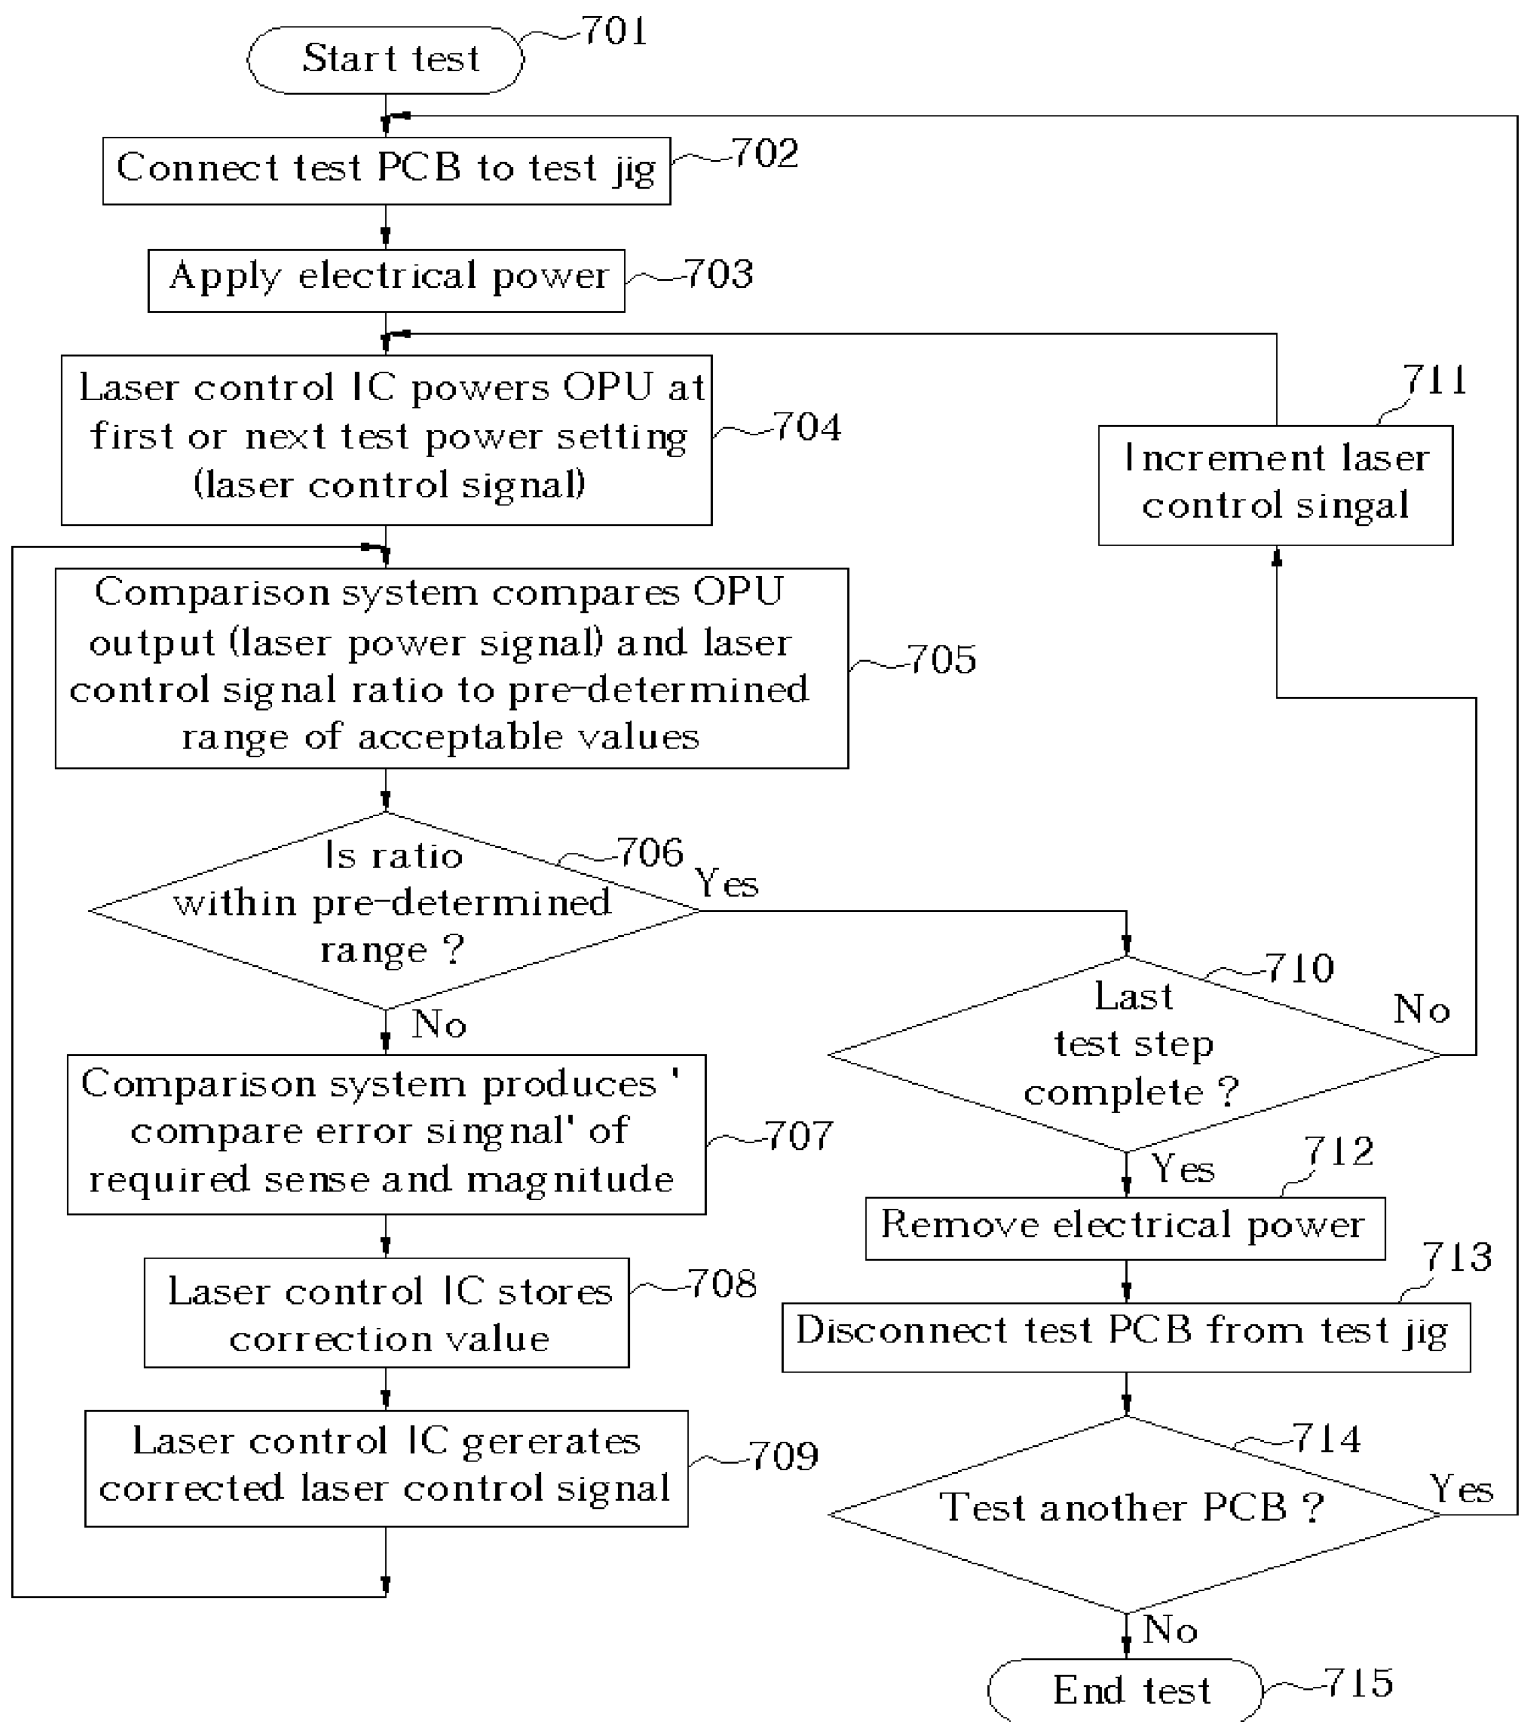 Start test
701
Connect test PCB to test jig
702
Apply electrical power
703
Laser control IC powers OPU at
first or next test power setting
(laser control signal)
704
711
Increment laser
control singal
Comparison system compares OPU
output (laser power signal) and laser
control signal ratio to pre-determined
range of acceptable values
705
Is ratio
within pre-determined
range ?
706
Yes
No
710
Last
test step
complete ?
No
Yes
Comparison system produces '
compare error singnal' of
required sense and magnitude
707
712
Remove electrical power
Laser control IC stores
correction value
708
713
Disconnect test PCB from test jig
Laser control IC gererates
corrected laser control signal
709
714
Test another PCB ?
Yes
No
End test
715